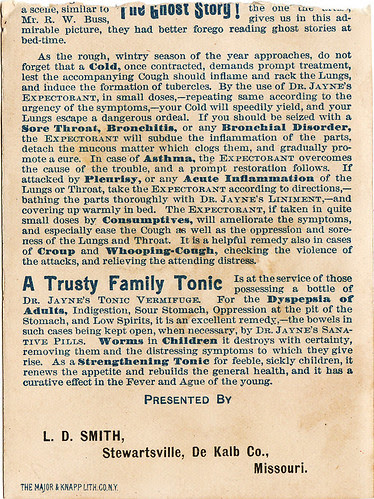 a scene, similar to The Ghost Story! the one the
Mr. R. W. Buss, gives us in this ad-
mirable picture, they had better forego reading ghost stories at
bed-time.
As the rough, wintry season of the year approaches, do not
forget that a Cold, once contracted, demands prompt treatment,
lest the accompanying Cough should inflame and rack the Lungs,
and induce the formation of tubercles. By the use of DR. JAYNE'S
EXPECTORANT, in small doses,—repeating same according to the
urgency of the symptoms,—your Cold will speedily yield, and your
Lungs escape a dangerous ordeal. If you should be seized with a
Sore Throat, Bronchitis, or any Bronchial Disorder,
the EXPECTORANT will subdue the inflammation of the parts,
detach the mucous matter which clogs them, and gradually pro-
mote a cure. In case of Asthma, the EXPECTORANT overcomes
the cause of the trouble, and a prompt restoration follows. If
attacked by Pleurisy, or any Acute Inflammation of the
Lungs or Throat, take the EXPECTORANT according to directions,—
bathing the parts thoroughly with DR. JAYNE'S LINIMENT,—and
covering up warmly in bed. The EXPECTORANT, if taken in quite
small doses by Consumptives, will ameliorate the symptoms,
and especially ease the Cough as well as the oppression and sore-
ness of the Lungs and Throat. It is a helpful remedy also in cases
of Croup and Whooping-Cough, checking the violence of
the attacks, and relieving the attending distress.
A Trusty Family Tonic Is at the service of those
possessing a bottle of
DR. JAYNE'S TONIC VERMIFUGE. For the Dyspepsia of
Adults, Indigestion, Sour Stomach, Oppression at the pit of the
Stomach, and Low Spirits, it is an excellent remedy,—the bowels in
such cases being kept open, when necessary, by DR. JAYNE'S SANA-
TIVE PILLS. Worms in Children it destroys with certainty,
removing them and the distressing symptoms to which they give
rise. As a Strengthening Tonic for feeble, sickly children, it
renews the appetite and rebuilds the general health, and it has a
curative effect in the Fever and Ague of the young.
PRESENTED BY
L. D. SMITH,
Stewartsville, De Kalb Co.,
Missouri.
THE MAJOR & KNAPP LITH. CO. N.Y.